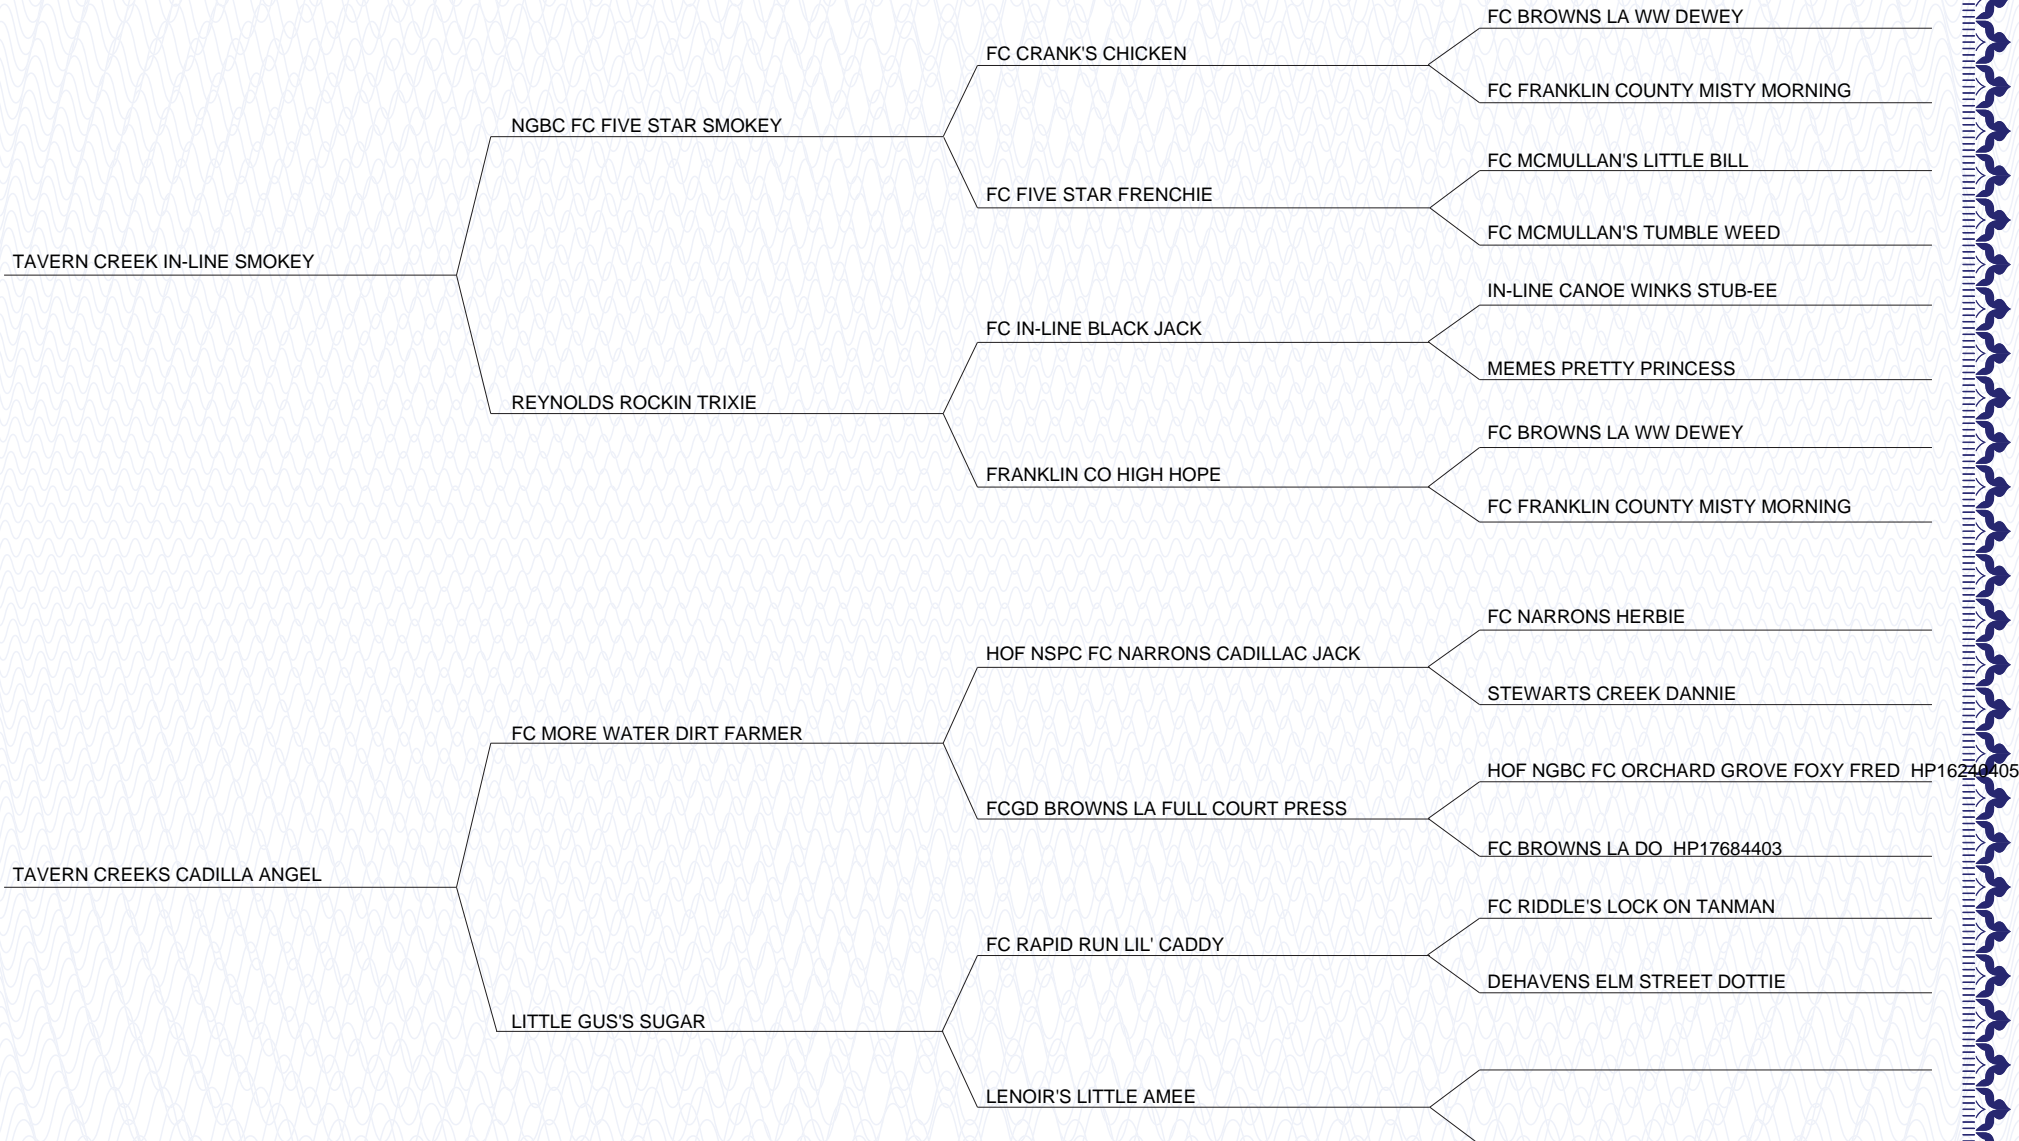 FC BROWNS LA WW DEWEY
FC CRANK'S CHICKEN
FC FRANKLIN COUNTY MISTY MORNING
NGBC FC FIVE STAR SMOKEY
FC MCMULLAN'S LITTLE BILL
FC FIVE STAR FRENCHIE
FC MCMULLAN'S TUMBLE WEED
TAVERN CREEK IN-LINE SMOKEY
IN-LINE CANOE WINKS STUB-EE
FC IN-LINE BLACK JACK
MEMES PRETTY PRINCESS
REYNOLDS ROCKIN TRIXIE
FC BROWNS LA WW DEWEY
FRANKLIN CO HIGH HOPE
FC FRANKLIN COUNTY MISTY MORNING
FC NARRONS HERBIE
HOF NSPC FC NARRONS CADILLAC JACK
STEWARTS CREEK DANNIE
FC MORE WATER DIRT FARMER
HOF NGBC FC ORCHARD GROVE FOXY FRED HP16240405
FCGD BROWNS LA FULL COURT PRESS
FC BROWNS LA DO HP17684403
TAVERN CREEKS CADILLA ANGEL
FC RIDDLE'S LOCK ON TANMAN
FC RAPID RUN LIL' CADDY
DEHAVENS ELM STREET DOTTIE
LITTLE GUS'S SUGAR
LENOIR'S LITTLE AMEE